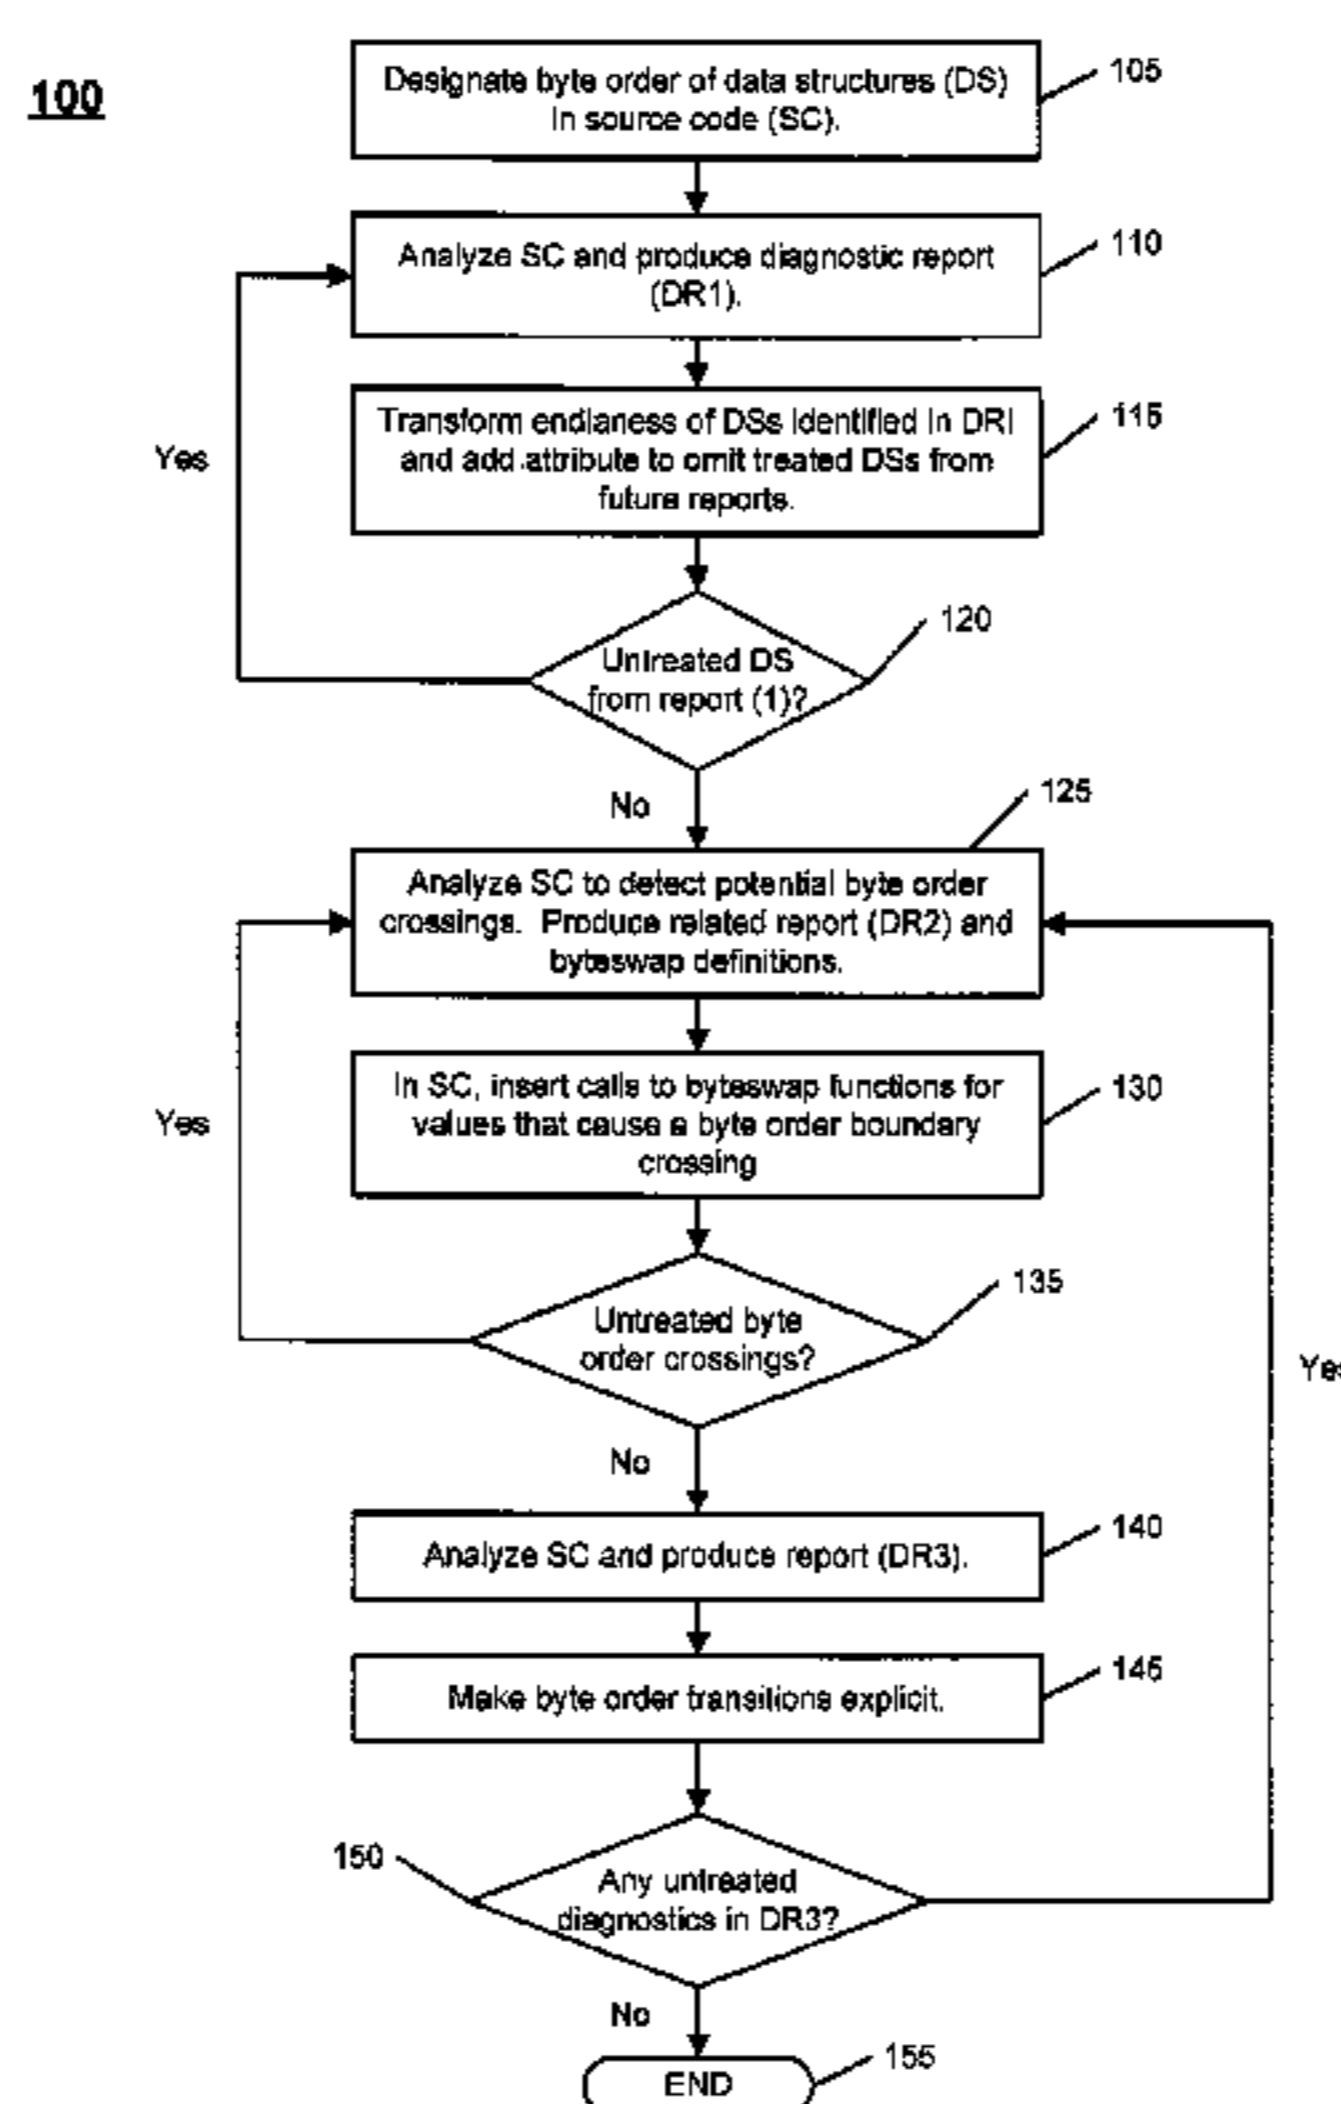 100
Designate byte order of data structures (DS)
in source code (SC).
105
Analyze SC and produce diagnostic report
(DR1).
110
Transform endianess of DSs identified in DRI
and add attribute to omit treated DSs from
future reports.
115
Yes
Untreated DS
from report (1)?
120
No
Analyze SC to detect potential byte order
crossings. Produce related report (DR2) and
byteswap definitions.
125
In SC, insert calls to byteswap functions for
values that cause a byte order boundary
crossing
130
Yes
Untreated byte
order crossings?
135
Yes
No
Analyze SC and produce report (DR3).
140
Make byte order transitions explicit.
145
150
Any untreated
diagnostics in DR3?
No
END
155